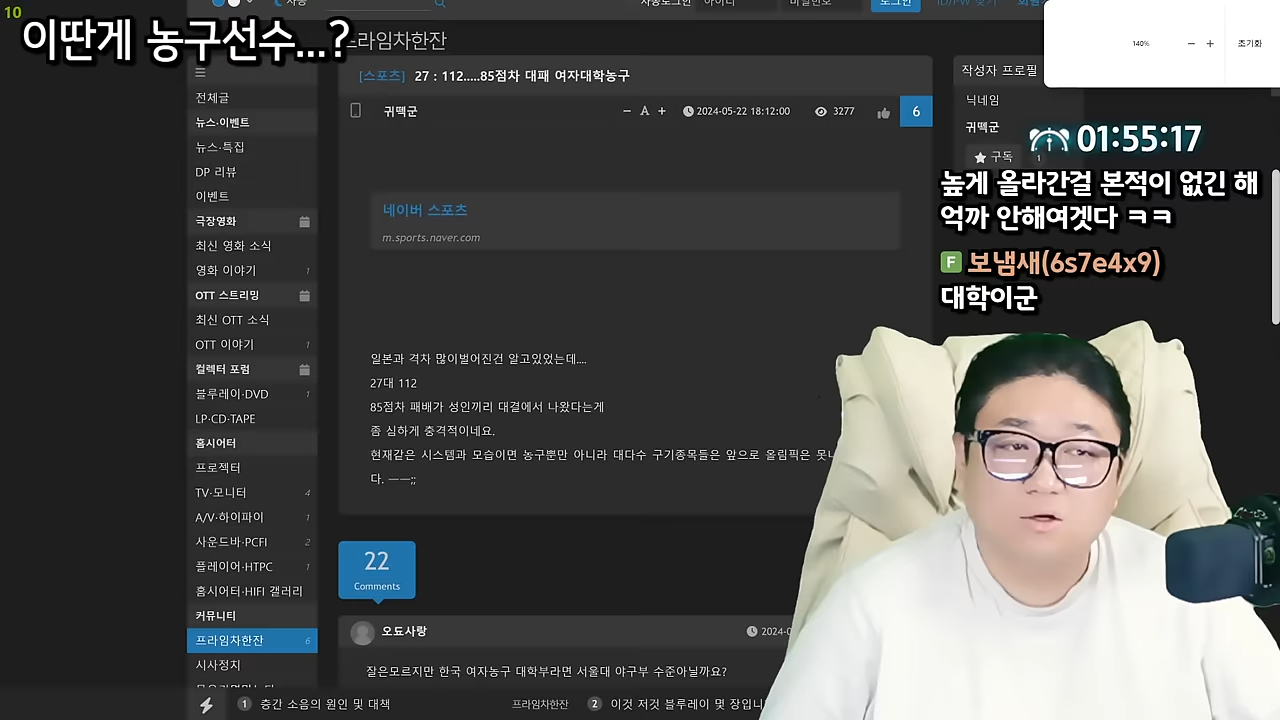 10
이딴게 농구선수...?
프라임차한잔
140%
초기화
전체글
뉴스·이벤트
뉴스·특집
DP 리뷰
이벤트
극장영화
최신 영화 소식
영화 이야기 1
OTT 스트리밍
최신 OTT 소식
OTT 이야기 1
컬렉터 포럼
블루레이·DVD 1
LP·CD·TAPE
홈시어터
프로젝터
TV·모니터 4
A/V·하이파이 1
사운드바·PCFI 2
플레이어·HTPC 1
홈시어터·HIFI 갤러리
커뮤니티
프라임차한잔 6
시사정치
[스포츠] 27 : 112.....85점차 대패 여자대학농구
귀떽군
− A +
2024-05-22 18:12:00
3277
6
네이버 스포츠
m.sports.naver.com
일본과 격차 많이벌어진건 알고있었는데....
27대 112
85점차 패배가 성인끼리 대결에서 나왔다는게
좀 심하게 충격적이네요.
현재같은 시스템과 모습이면 농구뿐만 아니라 대다수 구기종목들은 앞으로 올림픽은 못
다. ㅡㅡ;;
22
Comments
오됴사랑
2024-0
잘은모르지만 한국 여자농구 대학부라면 서울대 야구부 수준아닐까요?
작성자 프로필
닉네임
귀떽군
구독 1
01:55:17
높게 올라간걸 본적이 없긴 해
억까 안해여겟다 ㅋㅋ
F 보냄새(6s7e4x9)
대학이군
1 층간 소음의 원인 및 대책
프라임차한잔
2 이것 저것 블루레이 몇 장입니